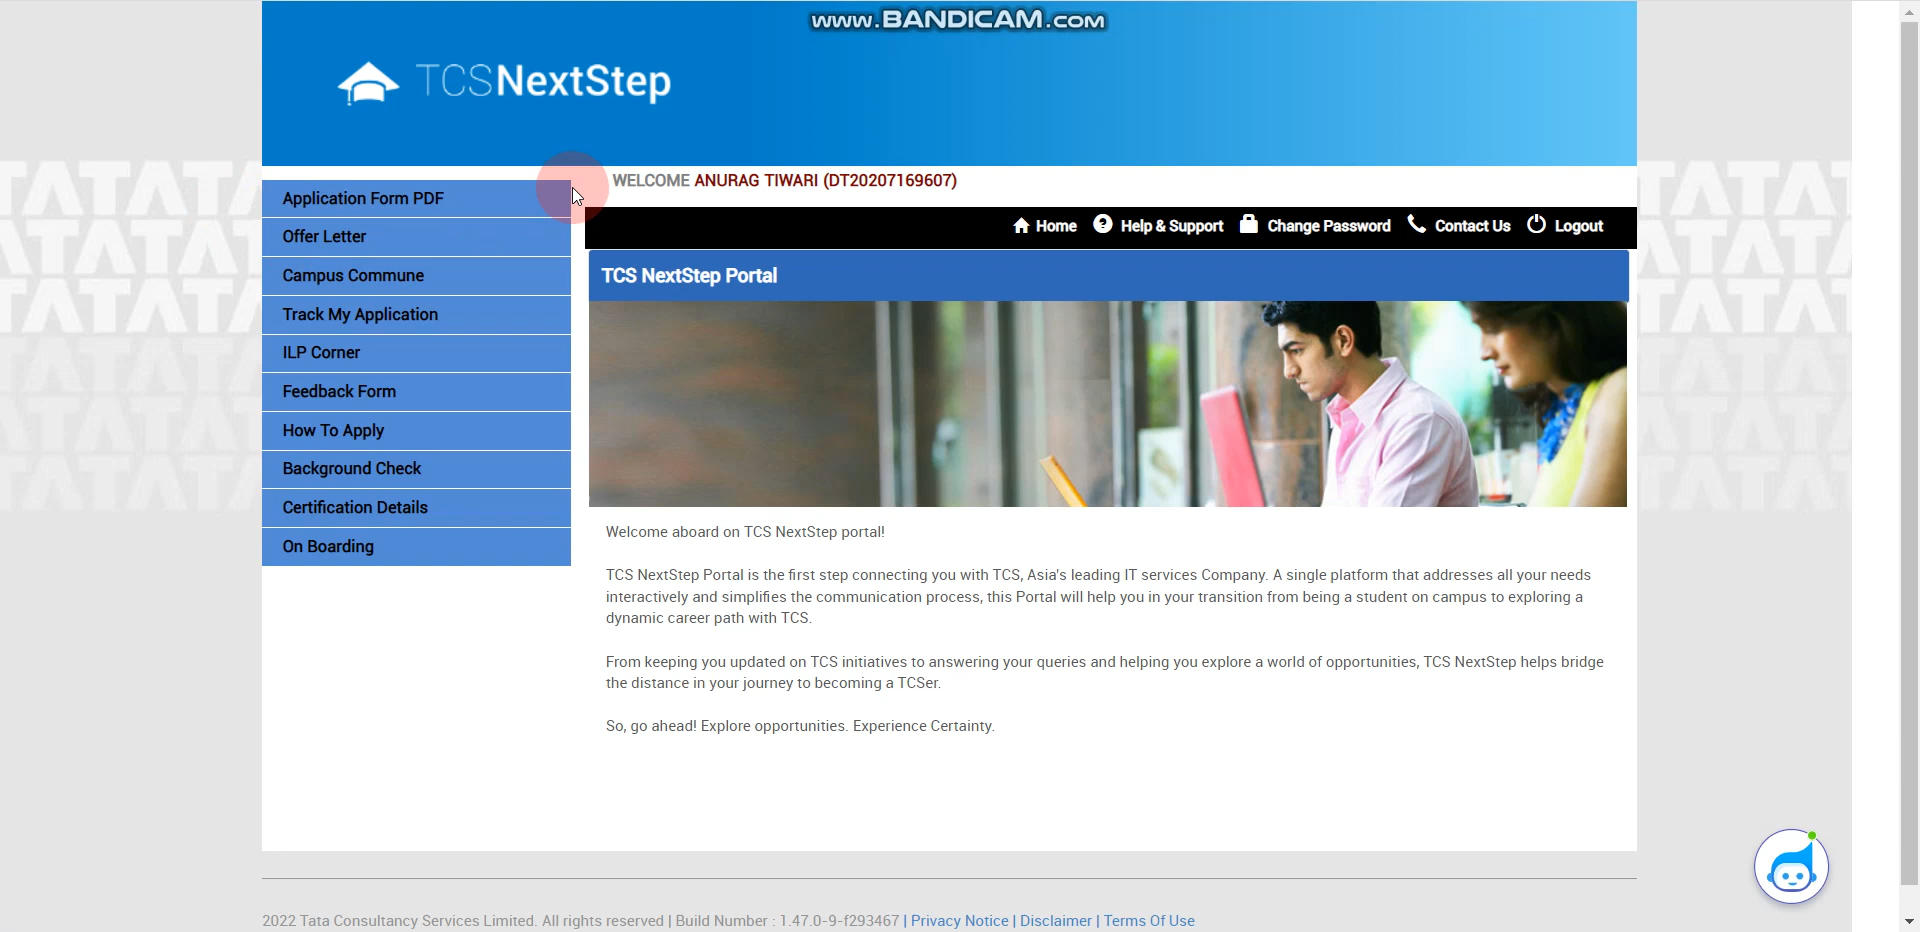 www.BANDICAM.com
TCSNextStep
WELCOME ANURAG TIWARI (DT20207169607)
Home Help & Support Change Password Contact Us Logout
Application Form PDF
Offer Letter
Campus Commune
Track My Application
ILP Corner
Feedback Form
How To Apply
Background Check
Certification Details
On Boarding
TCS NextStep Portal
Welcome aboard on TCS NextStep portal!
TCS NextStep Portal is the first step connecting you with TCS, Asia's leading IT services Company. A single platform that addresses all your needs
interactively and simplifies the communication process, this Portal will help you in your transition from being a student on campus to exploring a
dynamic career path with TCS.
From keeping you updated on TCS initiatives to answering your queries and helping you explore a world of opportunities, TCS NextStep helps bridge
the distance in your journey to becoming a TCSer.
So, go ahead! Explore opportunities. Experience Certainty.
2022 Tata Consultancy Services Limited. All rights reserved | Build Number : 1.47.0-9-f293467 | Privacy Notice | Disclaimer | Terms Of Use
TATATA
TATATA
TATATA
TATATA
TATATA
TATATA